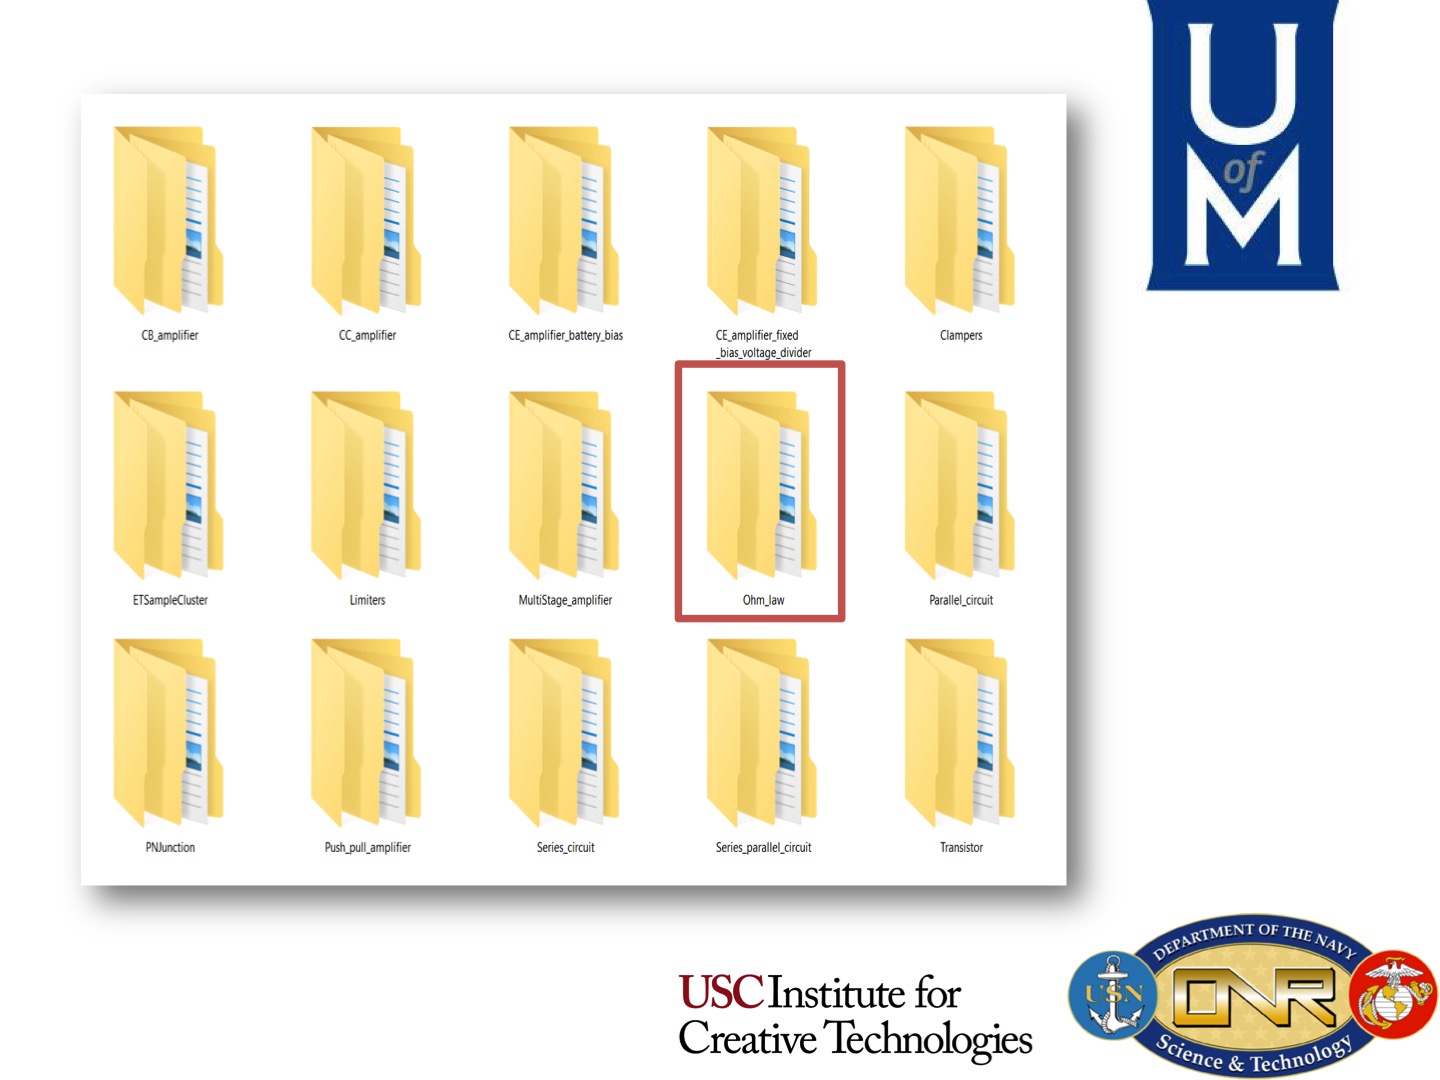 U
of
M
CB_amplifier
CC_amplifier
CE_amplifier_battery_bias
CE_amplifier_fixed
_bias_voltage_divider
Clampers
ETSampleCluster
Limiters
MultiStage_amplifier
Ohm_law
Parallel_circuit
PNJunction
Push_pull_amplifier
Series_circuit
Series_parallel_circuit
Transistor
USC Institute for
Creative Technologies
DEPARTMENT OF THE NAVY
USN
ONR
Science & Technology